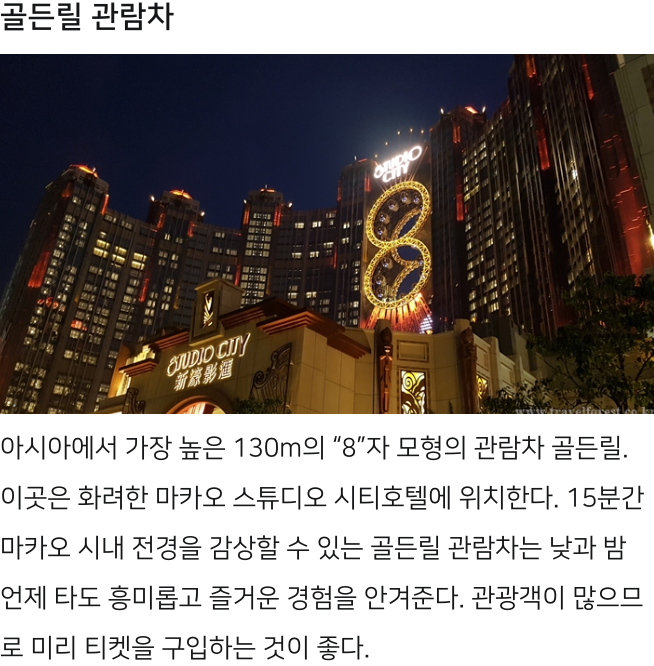 골든릴 관람차
STUDIO
CITY
STUDIO CITY
新濠影滙
www.travelforest.co.kr
아시아에서 가장 높은 130m의 “8”자 모형의 관람차 골든릴.
이곳은 화려한 마카오 스튜디오 시티호텔에 위치한다. 15분간
마카오 시내 전경을 감상할 수 있는 골든릴 관람차는 낮과 밤
언제 타도 흥미롭고 즐거운 경험을 안겨준다. 관광객이 많으므
로 미리 티켓을 구입하는 것이 좋다.